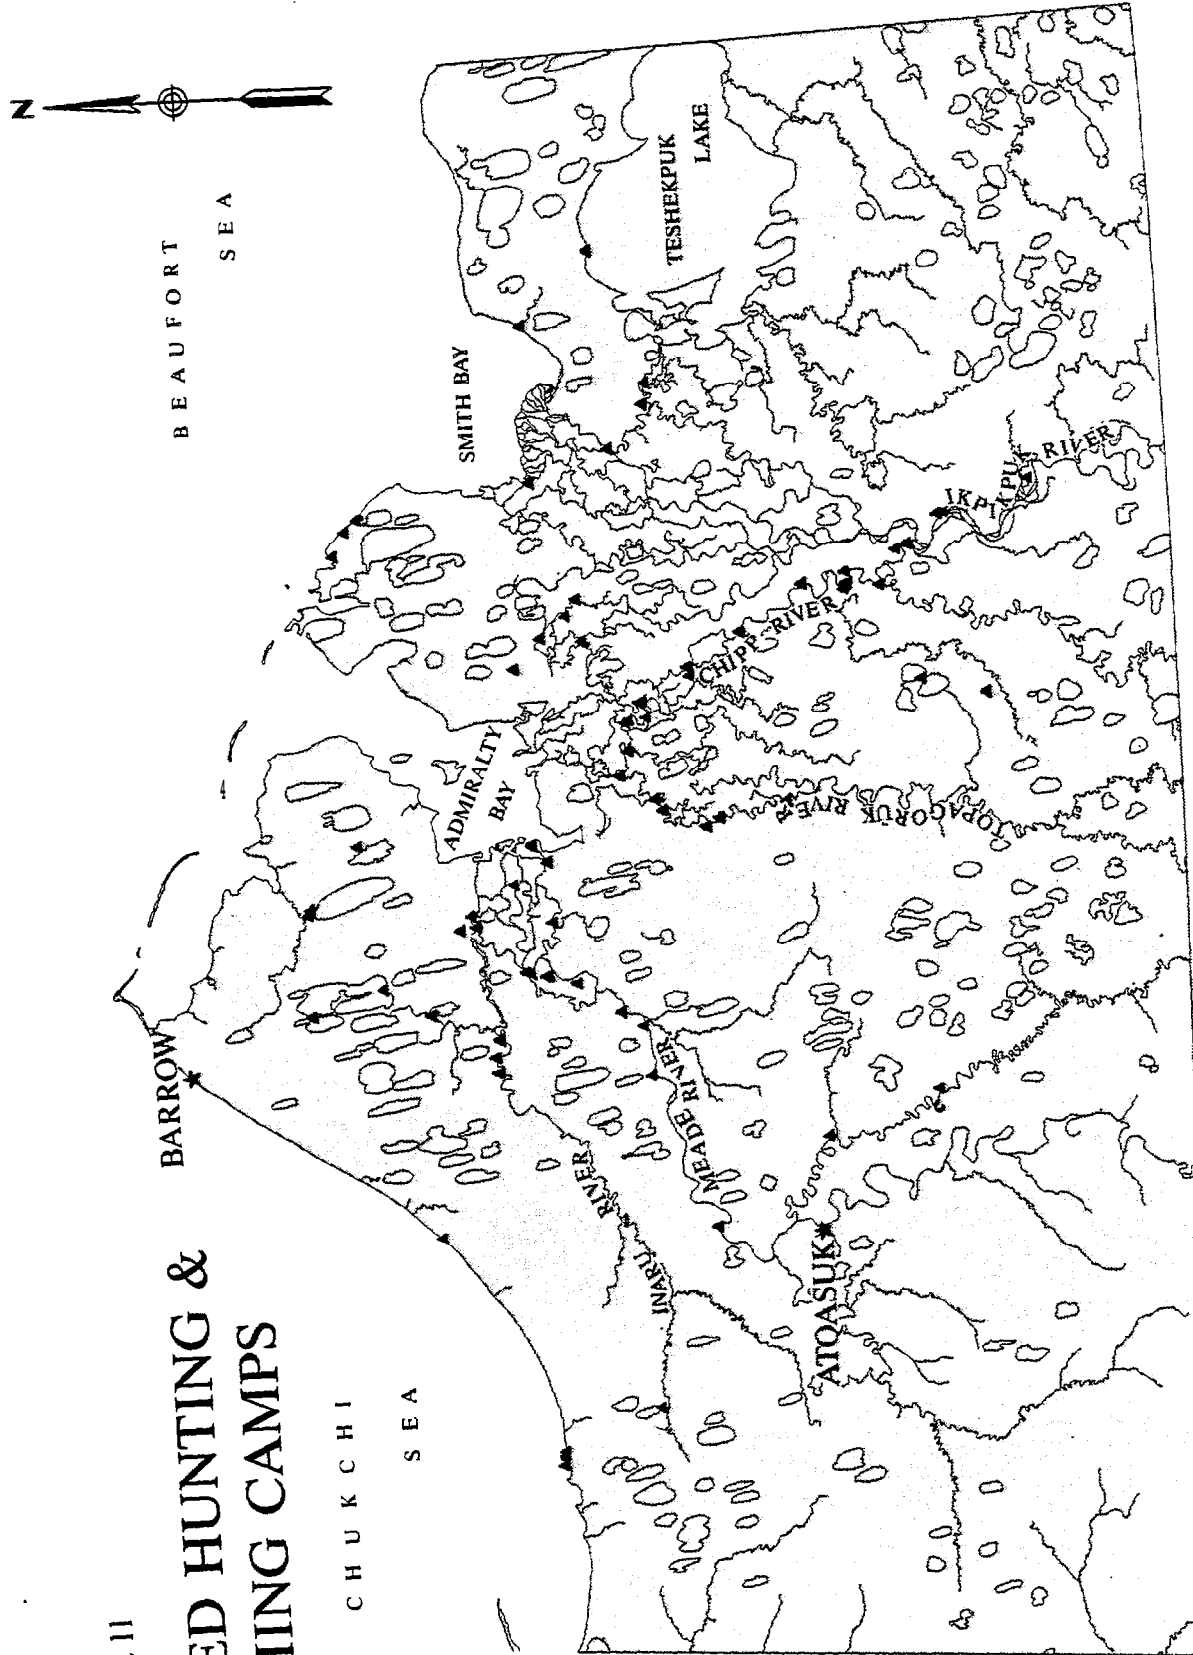 11
ED HUNTING &
HING CAMPS
CHUKCHI
SEA
BARROW
BEAUFORT
SEA
N
SMITH BAY
ADMIRALTY
BAY
TESHEKPUK
LAKE
INARU RIVER
MEADE RIVER
CHIPP RIVER
IKPIKPUK RIVER
TOPAGORUK RIVER
ATQASUK